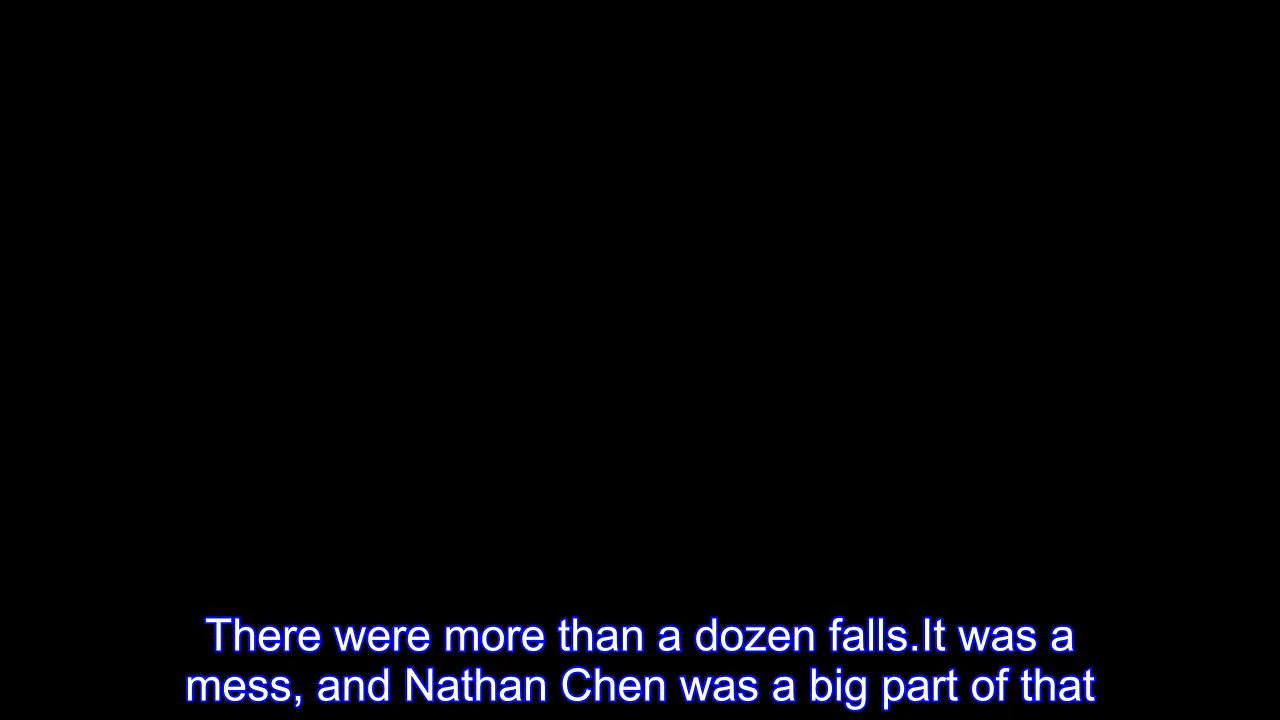 There were more than a dozen falls.It was a
mess, and Nathan Chen was a big part of that